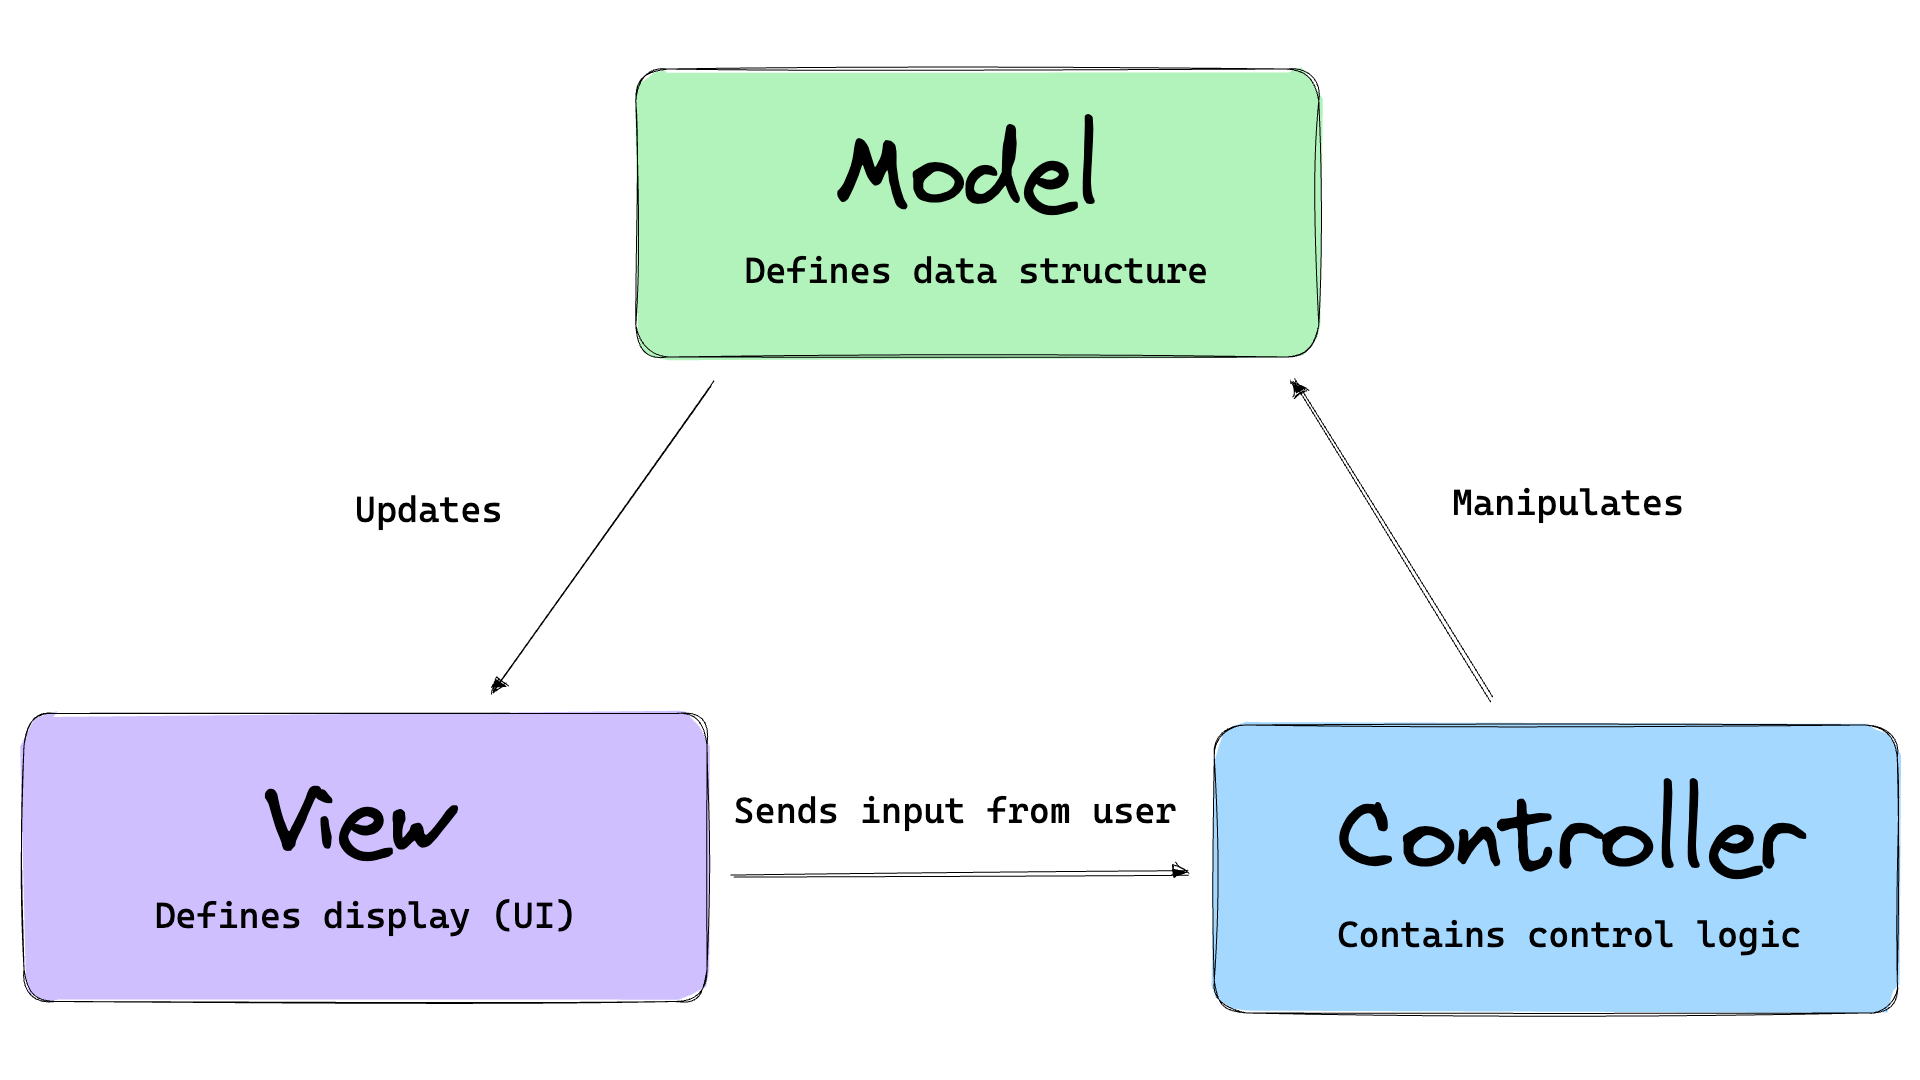 Model
Defines data structure
Updates
Manipulates
View
Defines display (UI)
Sends input from user
Controller
Contains control logic